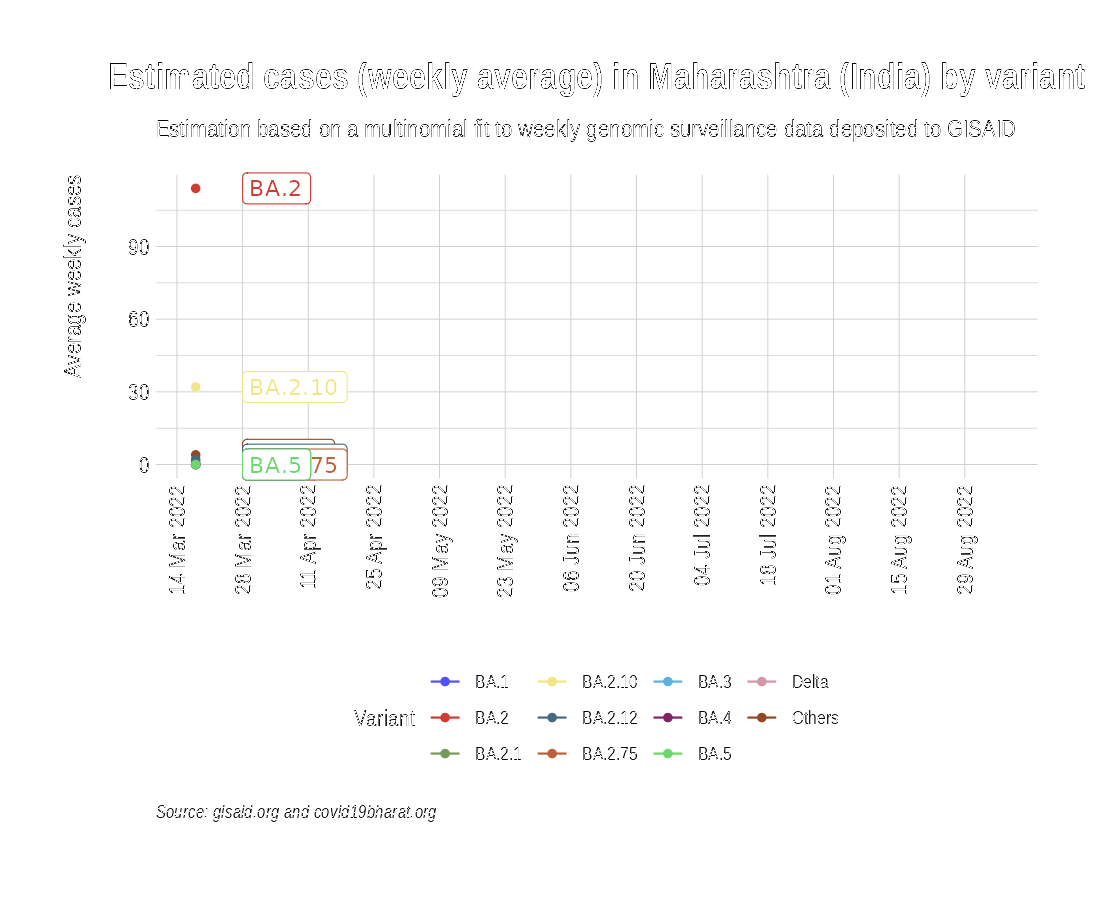 Estimated cases (weekly average) in Maharashtra (India) by variant
Estimation based on a multinomial fit to weekly genomic surveillance data deposited to GISAID
Average weekly cases
90
60
30
0
BA.2
BA.2.10
BA.5
75
14 Mar 2022
28 Mar 2022
11 Apr 2022
25 Apr 2022
09 May 2022
23 May 2022
06 Jun 2022
20 Jun 2022
04 Jul 2022
18 Jul 2022
01 Aug 2022
15 Aug 2022
29 Aug 2022
Variant
BA.1
BA.2
BA.2.1
BA.2.10
BA.2.12
BA.2.75
BA.3
BA.4
BA.5
Delta
Others
Source: gisaid.org and covid19bharat.org